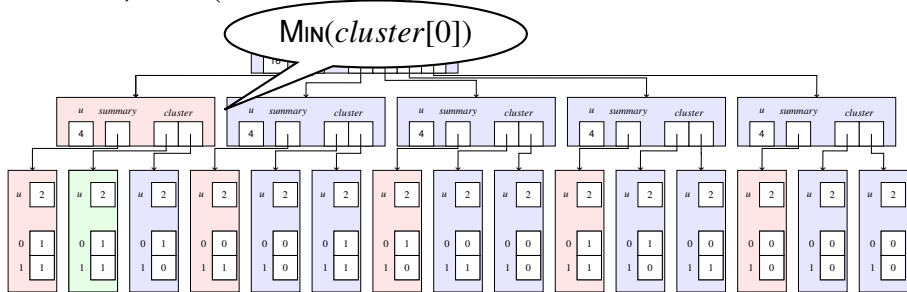 MIN(cluster[0])
16
u summary cluster u summary cluster u summary cluster u summary cluster u summary cluster
4 4 4 4 4
u 2 u 2 u 2 u 2 u 2 u 2 u 2 u 2 u 2 u 2 u 2 u 2 u 2 u 2 u 2
0 1 0 1 0 1 0 0 0 0 0 1 0 1 0 0 0 0 0 1 0 1 0 0 0 0 0 0 0 0
1 1 1 1 1 0 1 1 1 0 1 0 1 0 1 1 1 0 1 1 1 0 1 1 1 0 1 0 1 0